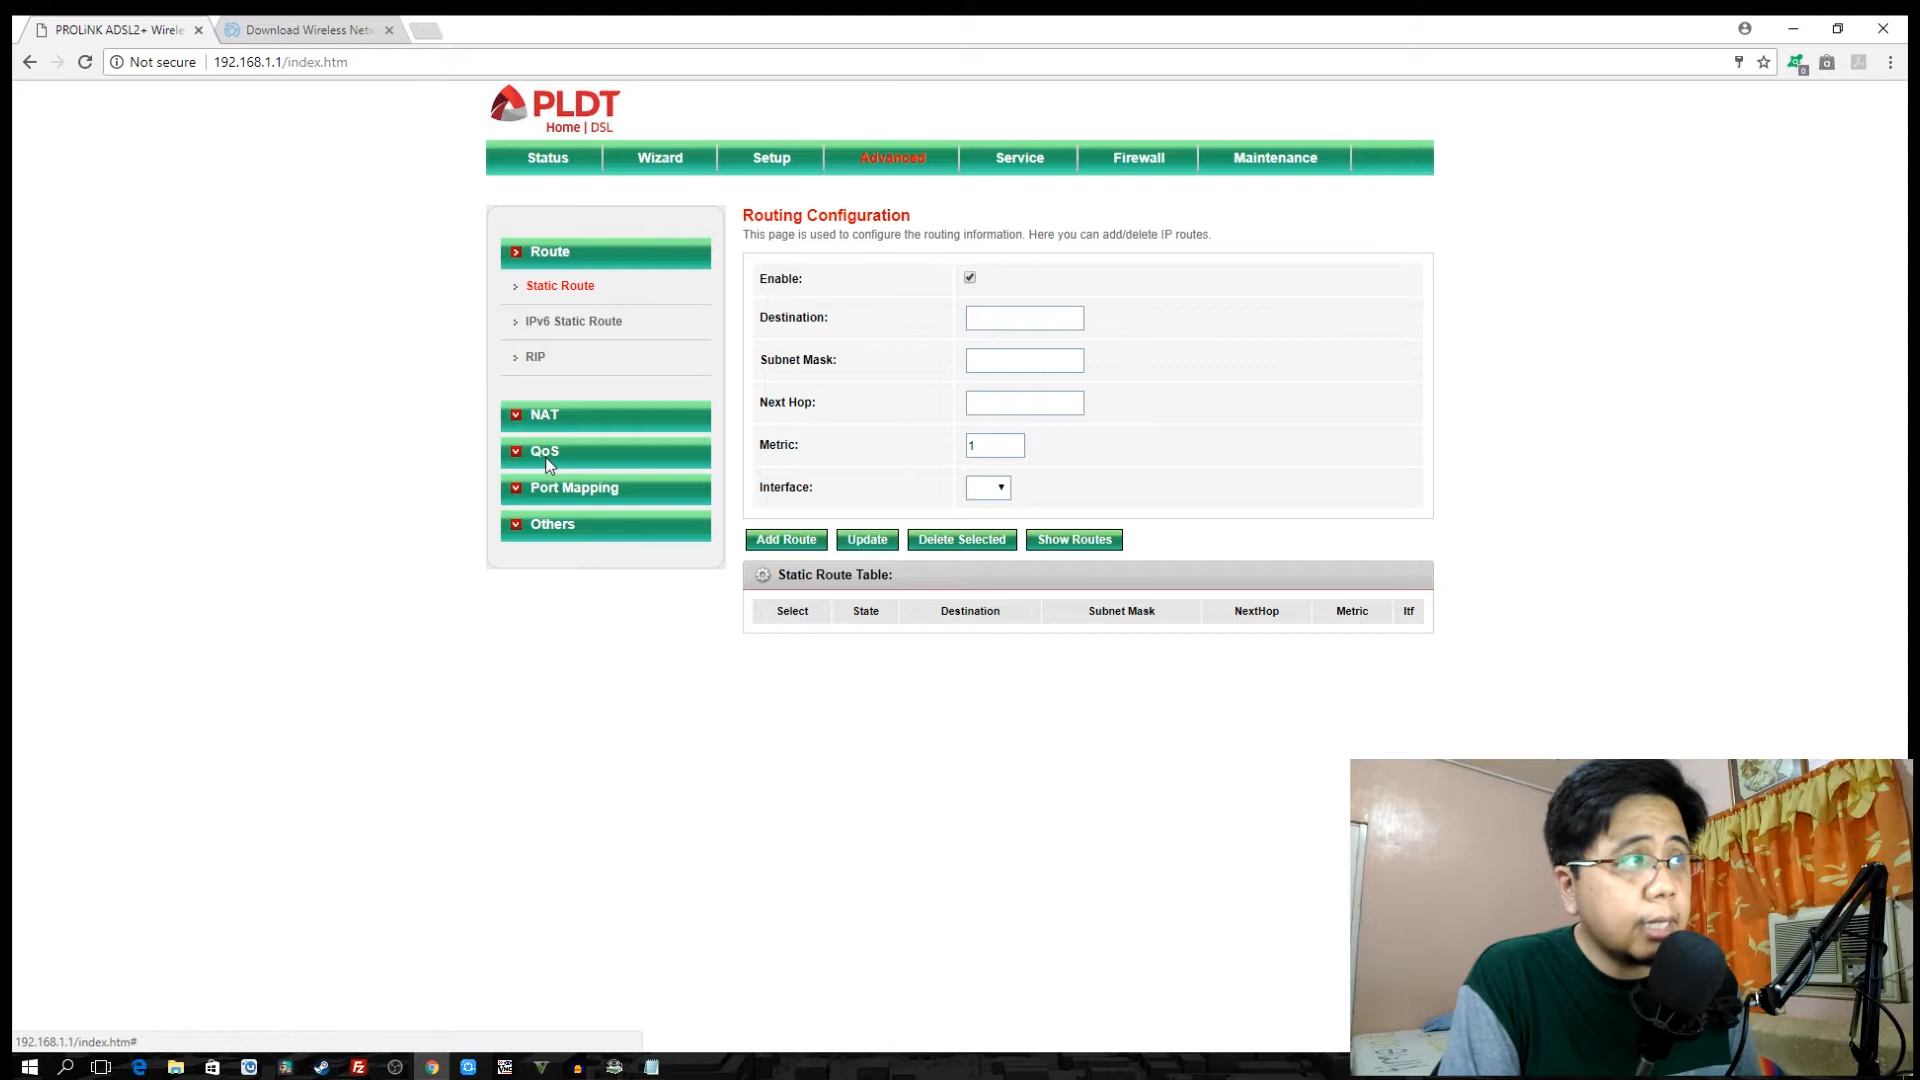 PROLiNK ADSL2+ Wirele
Download Wireless Net
Not secure
192.168.1.1/index.htm
PLDT
Home | DSL
Status
Wizard
Setup
Advanced
Service
Firewall
Maintenance
Route
Static Route
IPv6 Static Route
RIP
NAT
QoS
Port Mapping
Others
Routing Configuration
This page is used to configure the routing information. Here you can add/delete IP routes.
Enable:
Destination:
Subnet Mask:
Next Hop:
Metric:
1
Interface:
Add Route
Update
Delete Selected
Show Routes
Static Route Table:
Select
State
Destination
Subnet Mask
NextHop
Metric
Itf
192.168.1.1/index.htm#